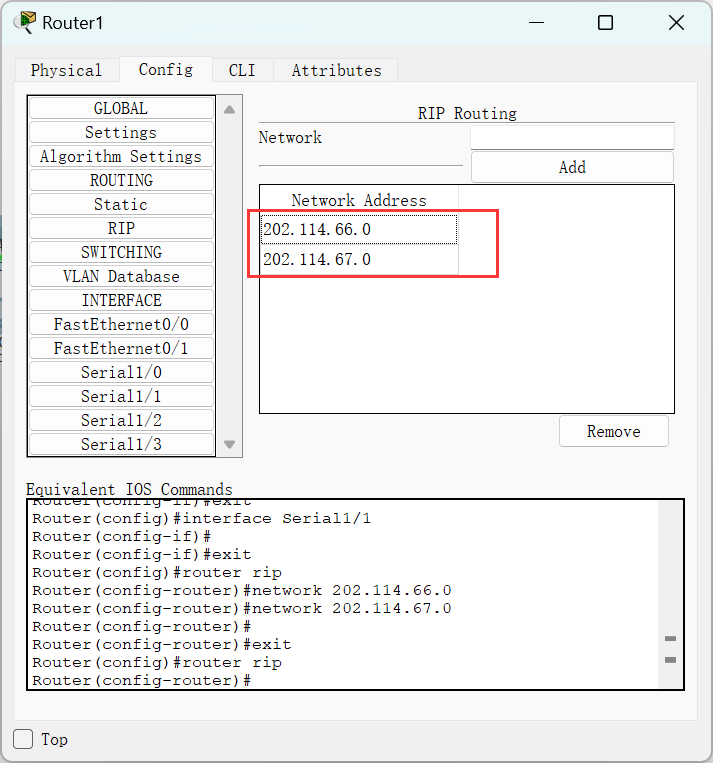 Router1
Physical
Config
CLI
Attributes
GLOBAL
Settings
Algorithm Settings
ROUTING
Static
RIP
SWITCHING
VLAN Database
INTERFACE
FastEthernet0/0
FastEthernet0/1
Serial1/0
Serial1/1
Serial1/2
Serial1/3
RIP Routing
Network
Add
Network Address
202.114.66.0
202.114.67.0
Remove
Equivalent IOS Commands
Router(config-if)#exit
Router(config)#interface Serial1/1
Router(config-if)#
Router(config-if)#exit
Router(config)#router rip
Router(config-router)#network 202.114.66.0
Router(config-router)#network 202.114.67.0
Router(config-router)#
Router(config-router)#exit
Router(config)#router rip
Router(config-router)#
Top